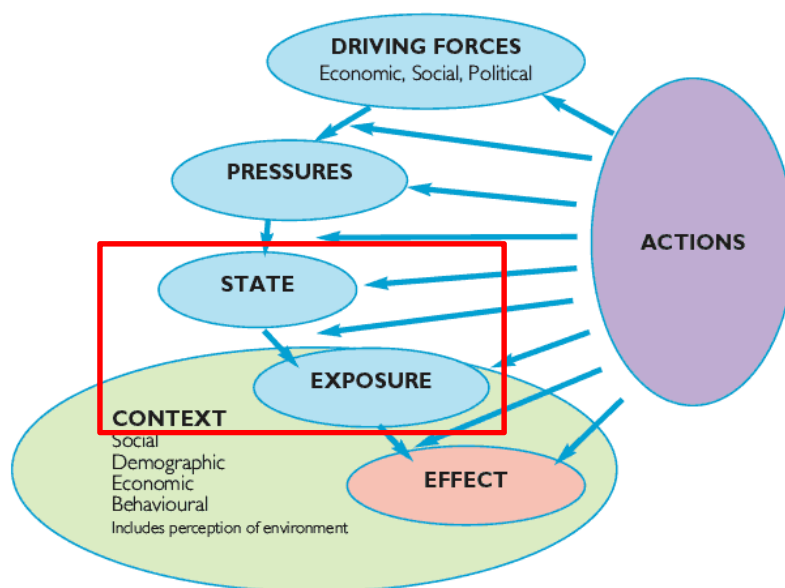 DRIVING FORCES
Economic, Social, Political
PRESSURES
ACTIONS
STATE
EXPOSURE
CONTEXT
Social
Demographic
Economic
Behavioural
Includes perception of environment
EFFECT